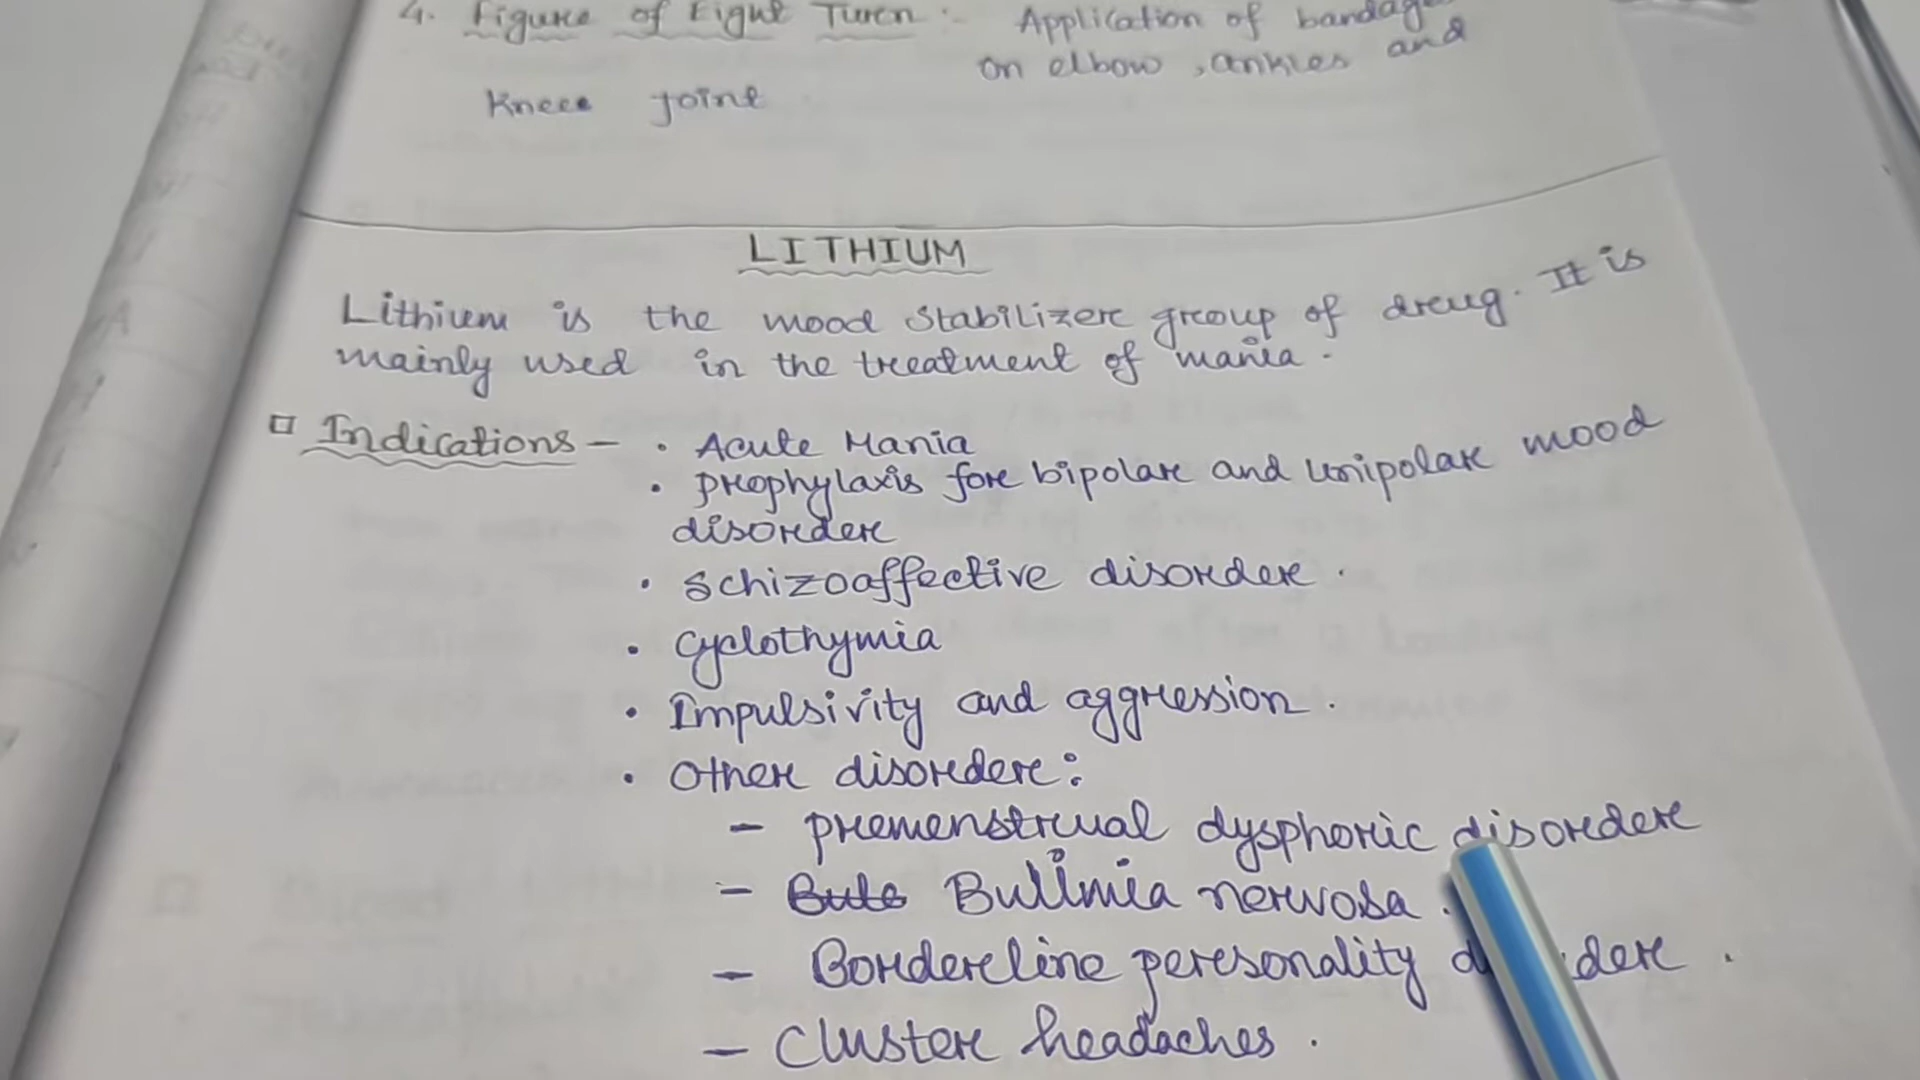 4. Figure of Eight Turn :- Application of bandage
on elbow, ankles and
Knee joint
LITHIUM
Lithium is the mood stabilizer group of drug. It is
mainly used in the treatment of mania.
Indications - • Acute Mania
• prophylaxis for bipolar and unipolar mood
disorder
• schizoaffective disorder.
• cyclothymia
• Impulsivity and aggression.
• Other disorder:
- premenstrual dysphoric disorder
- Bulimia nervosa.
- Borderline personality
- Cluster headaches.